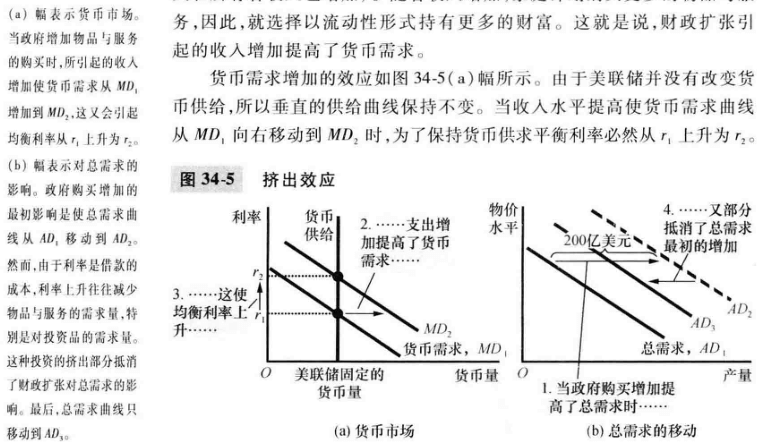 (a) 幅表示货币市场。
当政府增加物品与服务
的购买时,所引起的收入
增加使货币需求从 MD₁
增加到 MD₂,这又会引起
均衡利率从 r₁ 上升为 r₂。
(b) 幅表示对总需求的
影响。政府购买增加的
最初影响是使总需求曲
线从 AD₁ 移动到 AD₂。
然而,由于利率是借款的
成本,利率上升往往减少
物品与服务的需求量,特
别是对投资品的需求量。
这种投资的挤出部分抵消
了财政扩张对总需求的影
响。最后,总需求曲线只
移动到 AD₃。
务,因此,就选择以流动性形式持有更多的财富。这就是说,财政扩张引
起的收入增加提高了货币需求。
货币需求增加的效应如图 34-5(a)幅所示。由于美联储并没有改变货
币供给,所以垂直的供给曲线保持不变。当收入水平提高使货币需求曲线
从 MD₁ 向右移动到 MD₂ 时,为了保持货币供求平衡利率必然从 r₁ 上升为 r₂。
图 34-5 挤出效应
利率
货币
供给
2. ……支出增
加提高了货币
需求……
r₂
3. ……这使
均衡利率上
升……
r₁
MD₂
货币需求, MD₁
O
美联储固定的
货币量
货币量
(a) 货币市场
物价
水平
200亿美元
4. ……又部分
抵消了总需求
最初的增加
AD₂
AD₃
总需求, AD₁
O
产量
1. 当政府购买增加提
高了总需求时……
(b) 总需求的移动